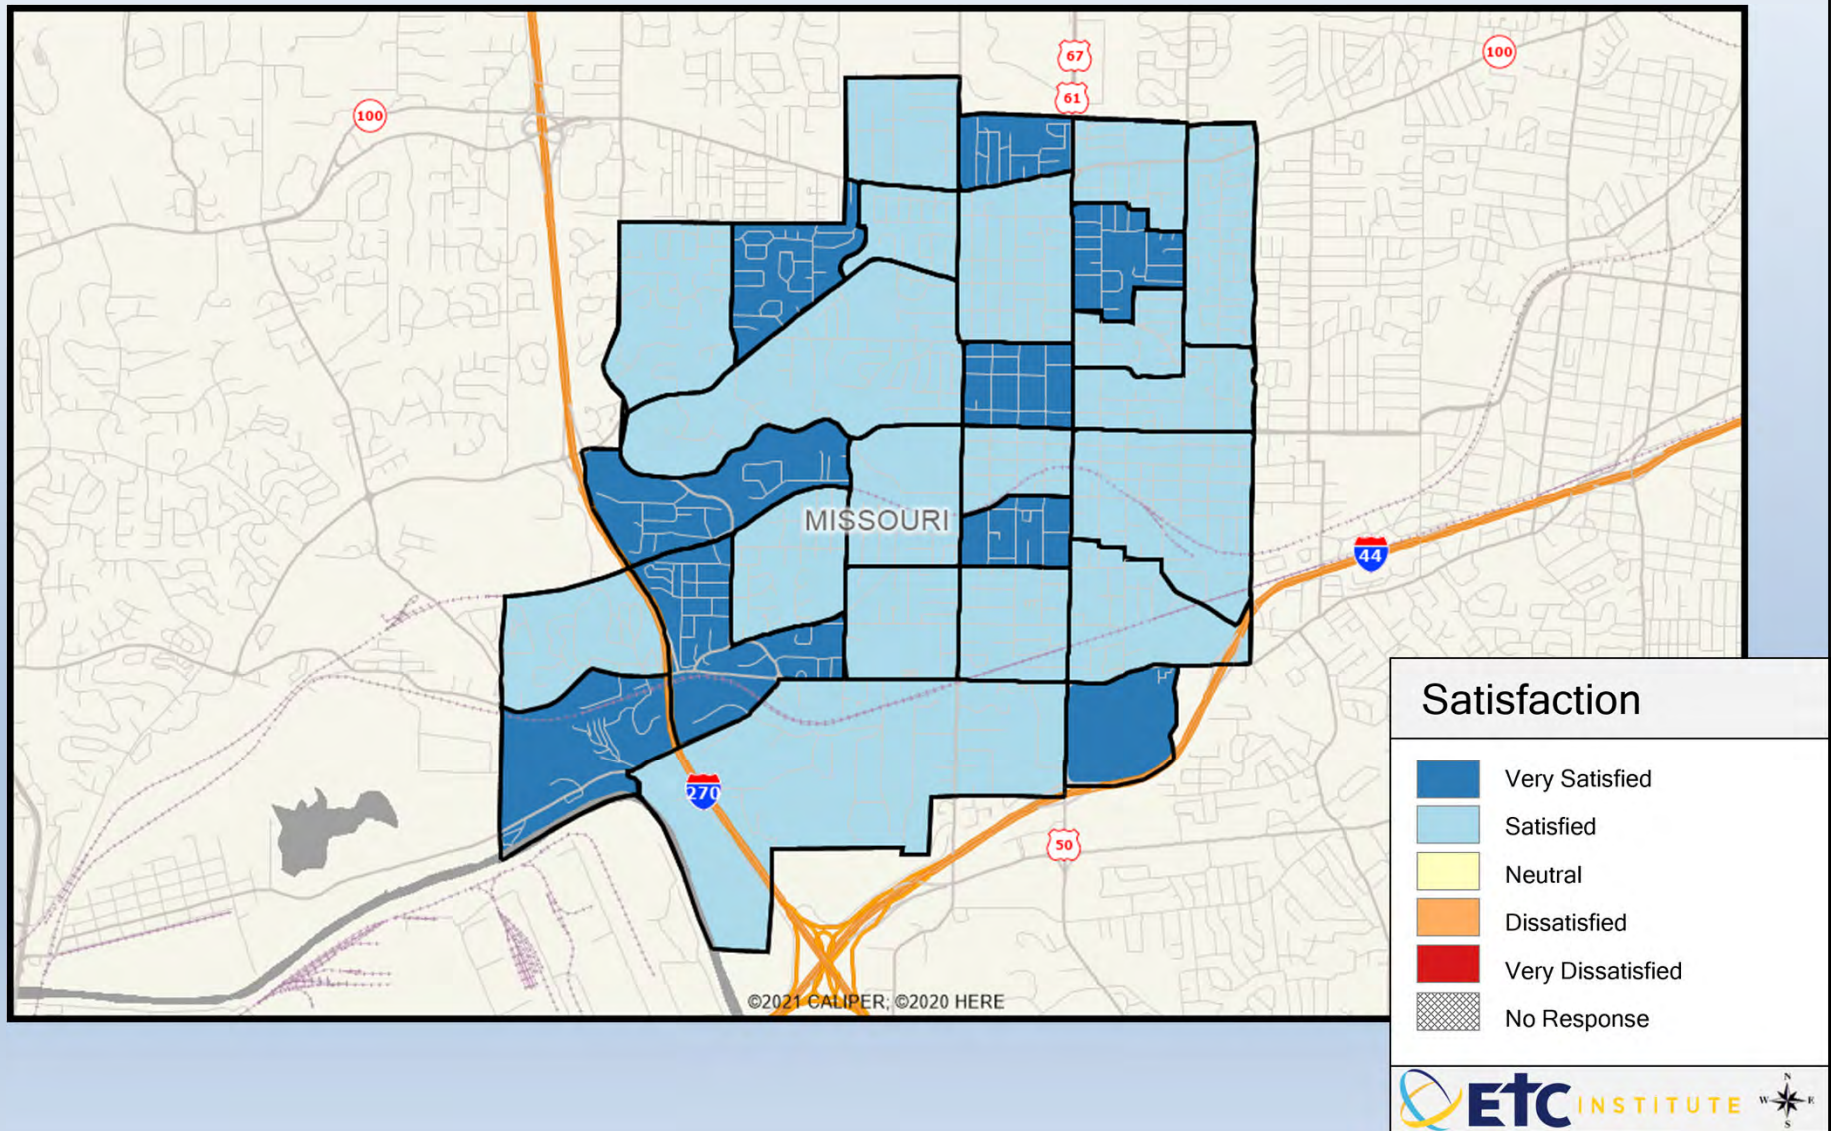 67
100
61
100
MISSOURI
44
270
50
©2021 CALIPER; ©2020 HERE
Satisfaction
Very Satisfied
Satisfied
Neutral
Dissatisfied
Very Dissatisfied
No Response
ETC INSTITUTE
N
W E
S